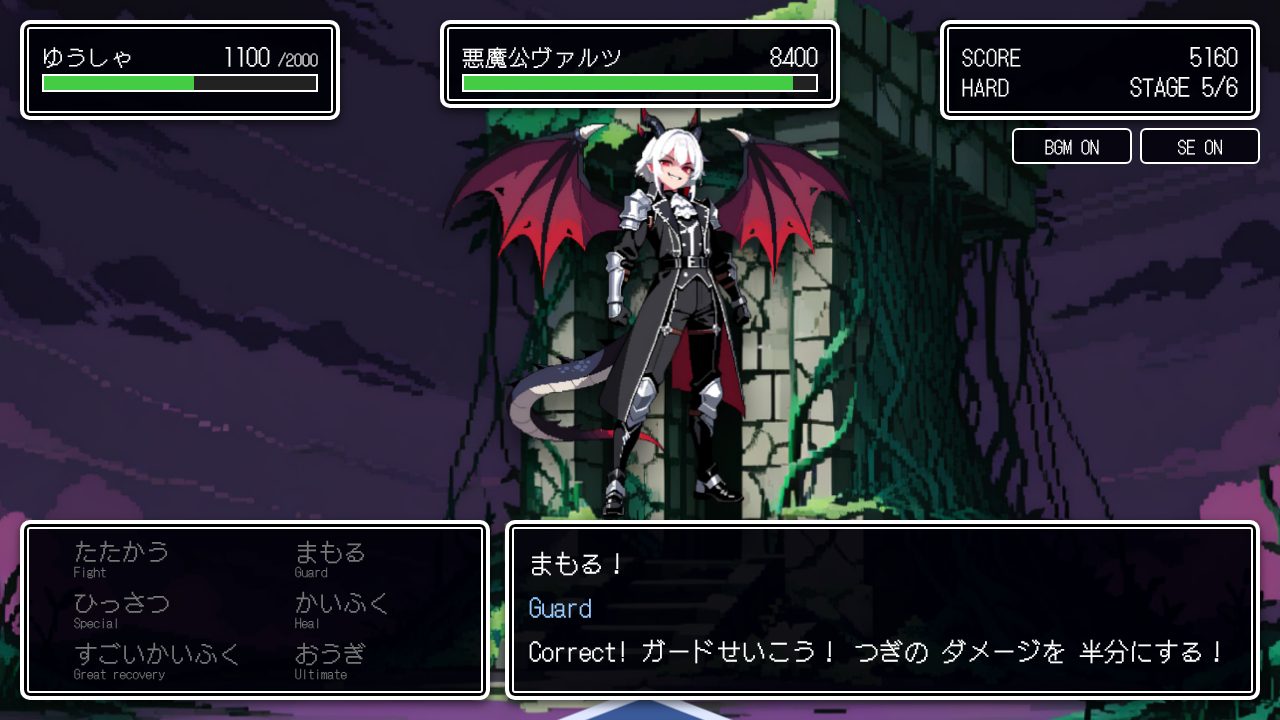 ゆうしゃ 1100 /2000
悪魔公ヴァルツ 8400
SCORE 5160
HARD STAGE 5/6
BGM ON SE ON
たたかう まもる
Fight Guard
ひっさつ かいふく
Special Heal
すごいかいふく おうぎ
Great recovery Ultimate
まもる！
Guard
Correct! ガードせいこう！ つぎの ダメージを 半分にする！